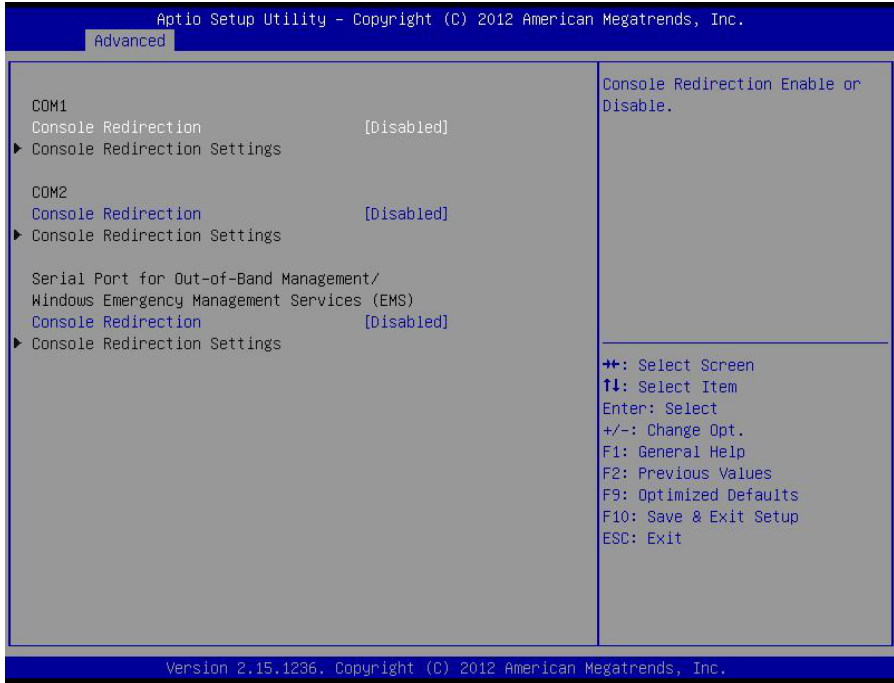 Aptio Setup Utility – Copyright (C) 2012 American Megatrends, Inc.
Advanced
COM1
Console Redirection [Disabled]
▶ Console Redirection Settings
COM2
Console Redirection [Disabled]
▶ Console Redirection Settings
Serial Port for Out-of-Band Management/
Windows Emergency Management Services (EMS)
Console Redirection [Disabled]
▶ Console Redirection Settings
Console Redirection Enable or
Disable.
→←: Select Screen
↑↓: Select Item
Enter: Select
+/-: Change Opt.
F1: General Help
F2: Previous Values
F9: Optimized Defaults
F10: Save & Exit Setup
ESC: Exit
Version 2.15.1236. Copyright (C) 2012 American Megatrends, Inc.